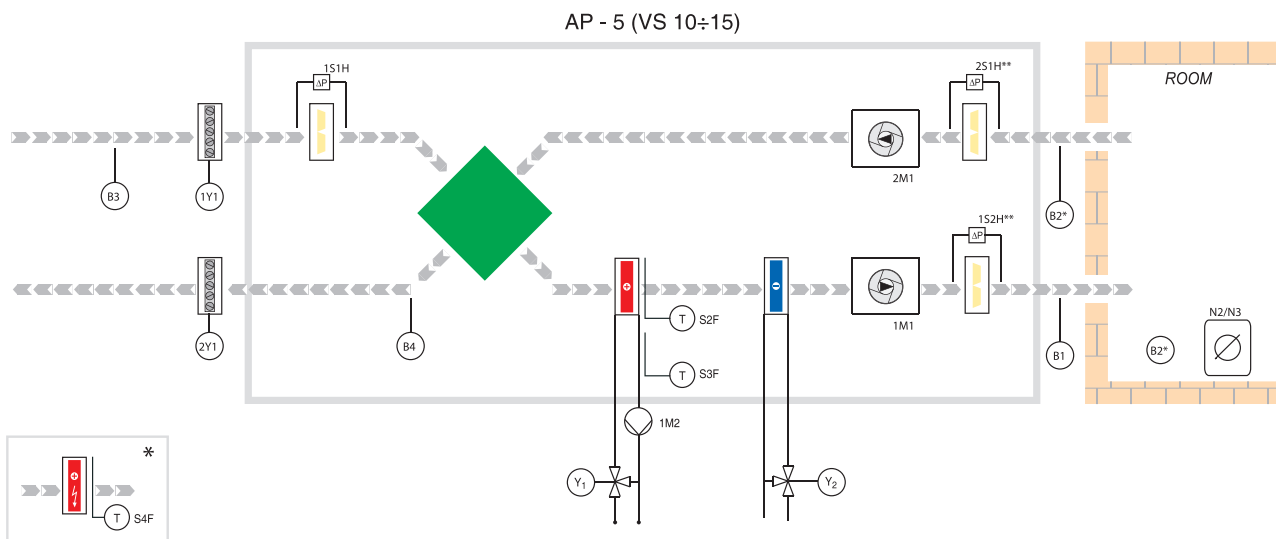 AP - 5 (VS 10÷15)
1S1H
2S1H**
ROOM
ΔP
ΔP
B3
1Y1
2M1
B2*
1S2H**
ΔP
2Y1
B4
T S2F
1M1
B1
N2/N3
B2*
T S3F
1M2
*
Y1
Y2
T S4F